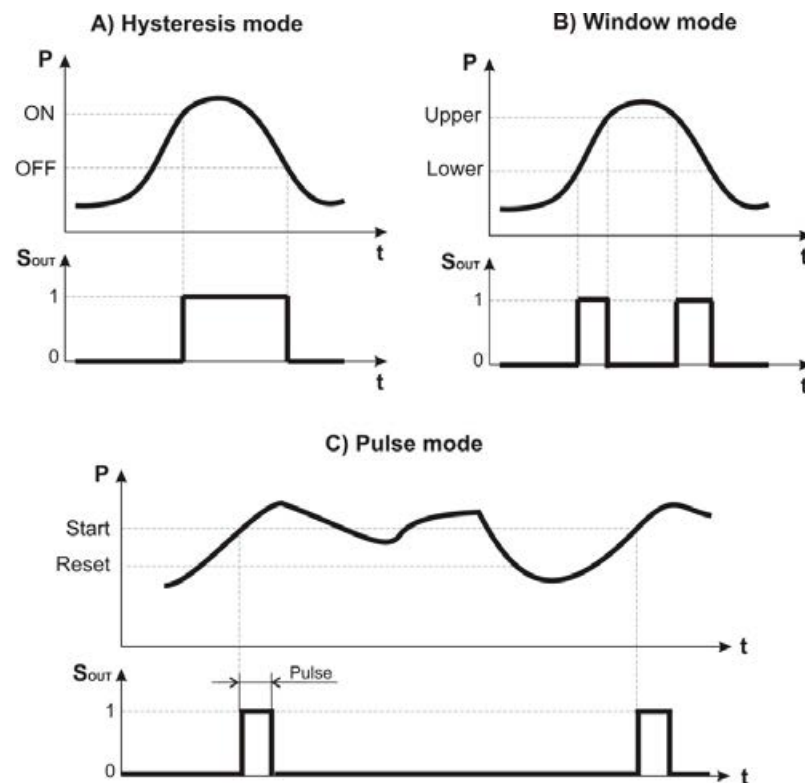 A) Hysteresis mode
P
ON
OFF
t
SOUT
1
0
t
B) Window mode
P
Upper
Lower
t
SOUT
1
0
t
C) Pulse mode
P
Start
Reset
t
SOUT
Pulse
1
0
t